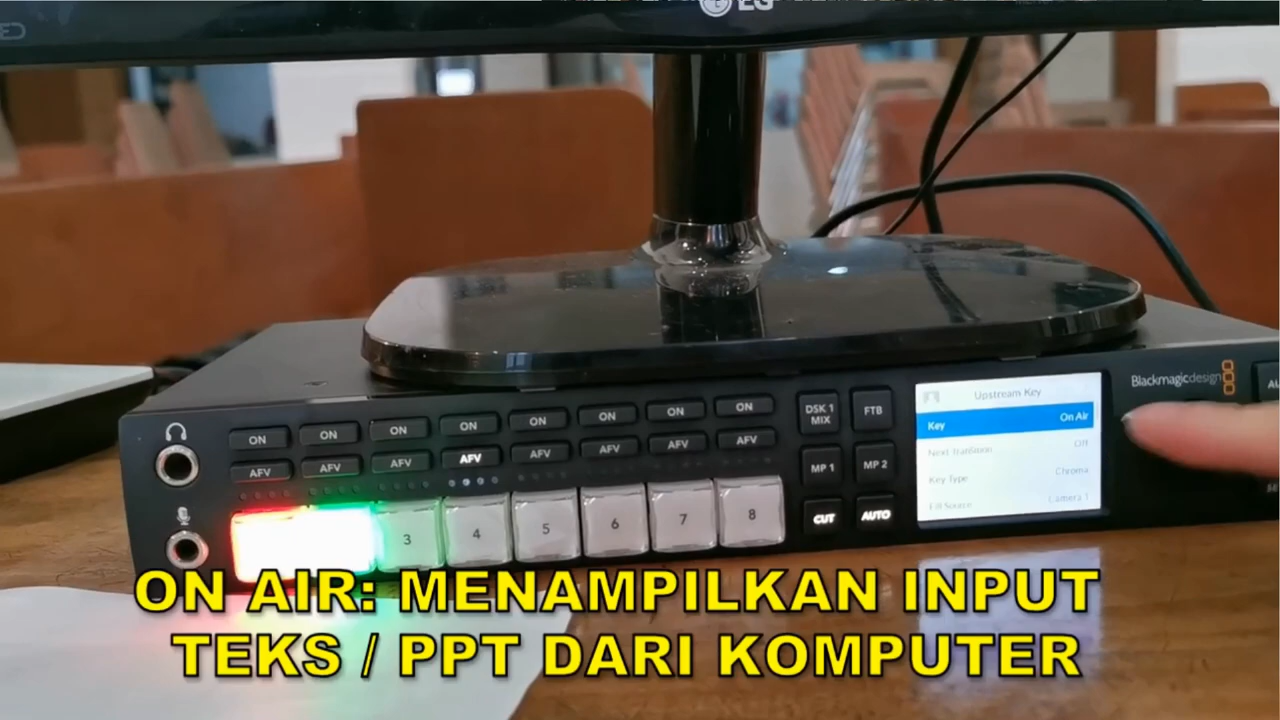 LG
Blackmagicdesign
Upstream Key
Key On Air
Next Transition Off
Key Type Chroma
Fill Source Camera 1
ON ON ON ON ON ON ON ON
AFV AFV AFV AFV AFV AFV AFV AFV
DSK 1 MIX
FTB
MP 1
MP 2
CUT
AUTO
3 4 5 6 7 8
ON AIR: MENAMPILKAN INPUT
TEKS / PPT DARI KOMPUTER